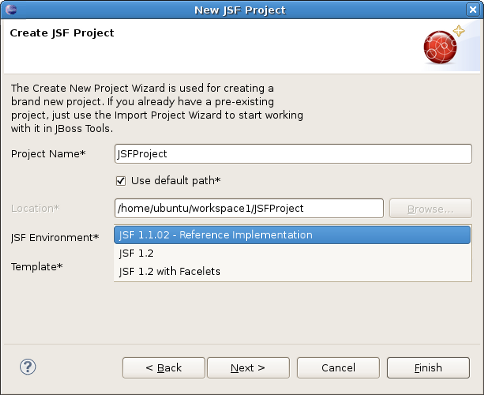 New JSF Project
Create JSF Project
The Create New Project Wizard is used for creating a
brand new project. If you already have a pre-existing
project, just use the Import Project Wizard to start working
with it in JBoss Tools.
Project Name* JSFProject
Use default path*
Location* /home/ubuntu/workspace1/JSFProject Browse...
JSF Environment* JSF 1.1.02 - Reference Implementation
JSF 1.2
Template*
JSF 1.2 with Facelets
? < Back Next > Cancel Finish